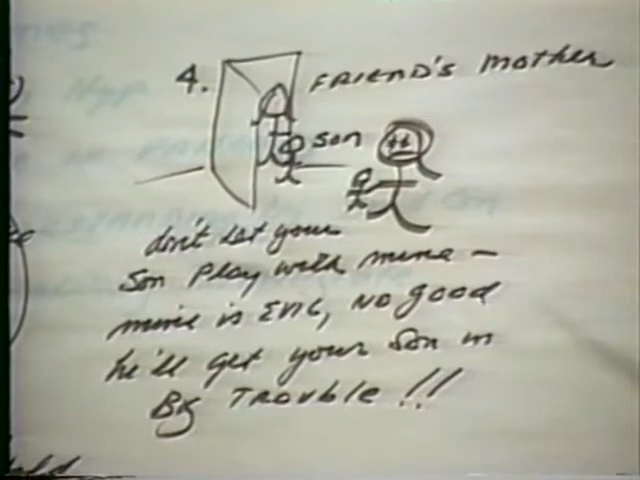 4. FRIEND'S mother
son
don't let your
son Play with mine —
mine is EVIL, NO good
he'll get your son in
Big TROUBLE !!